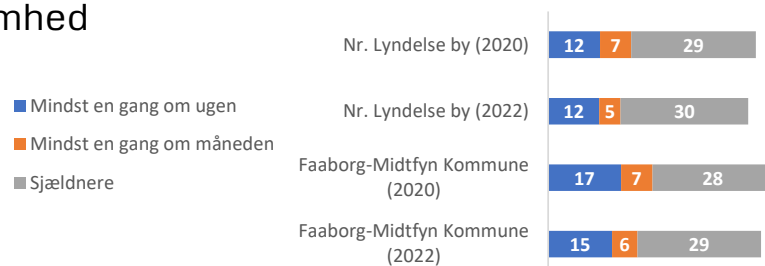 mhed
Mindst en gang om ugen
Mindst en gang om måneden
Sjældnere
Nr. Lyndelse by (2020)
12 7 29
Nr. Lyndelse by (2022)
12 5 30
Faaborg-Midtfyn Kommune
(2020)
17 7 28
Faaborg-Midtfyn Kommune
(2022)
15 6 29